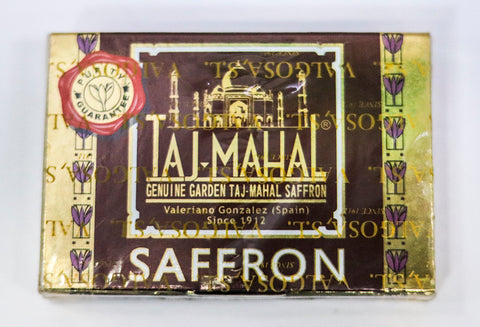 PURITY
GUARANTEE
TAJ-MAHAL®
GENUINE GARDEN TAJ-MAHAL SAFFRON
Valeriano Gonzalez (Spain)
Since 1912
SAFFRON
VALGOSA, S.L.